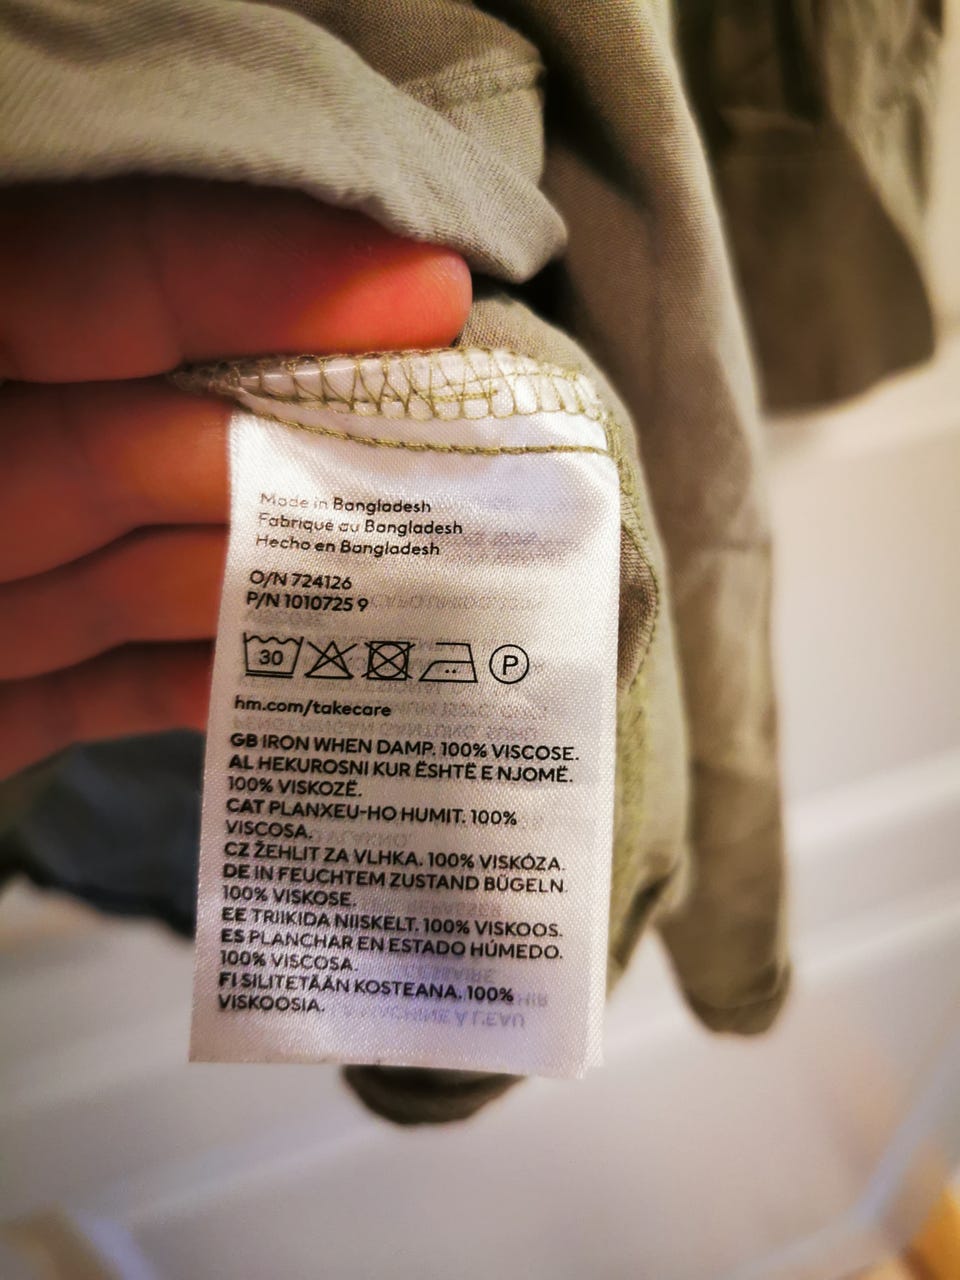 Made in Bangladesh
Fabriqué au Bangladesh
Hecho en Bangladesh
O/N 724126
P/N 1010725 9
30 P
hm.com/takecare
GB IRON WHEN DAMP. 100% VISCOSE.
AL HEKUROSNI KUR ËSHTË E NJOMË.
100% VISKOZË.
CAT PLANXEU-HO HUMIT. 100%
VISCOSA.
CZ ŽEHLIT ZA VLHKA. 100% VISKÓZA.
DE IN FEUCHTEM ZUSTAND BÜGELN.
100% VISKOSE.
EE TRIIKIDA NIISKELT. 100% VISKOOS.
ES PLANCHAR EN ESTADO HÚMEDO.
100% VISCOSA.
FI SILITETÄÄN KOSTEANA. 100%
VISKOOSIA.